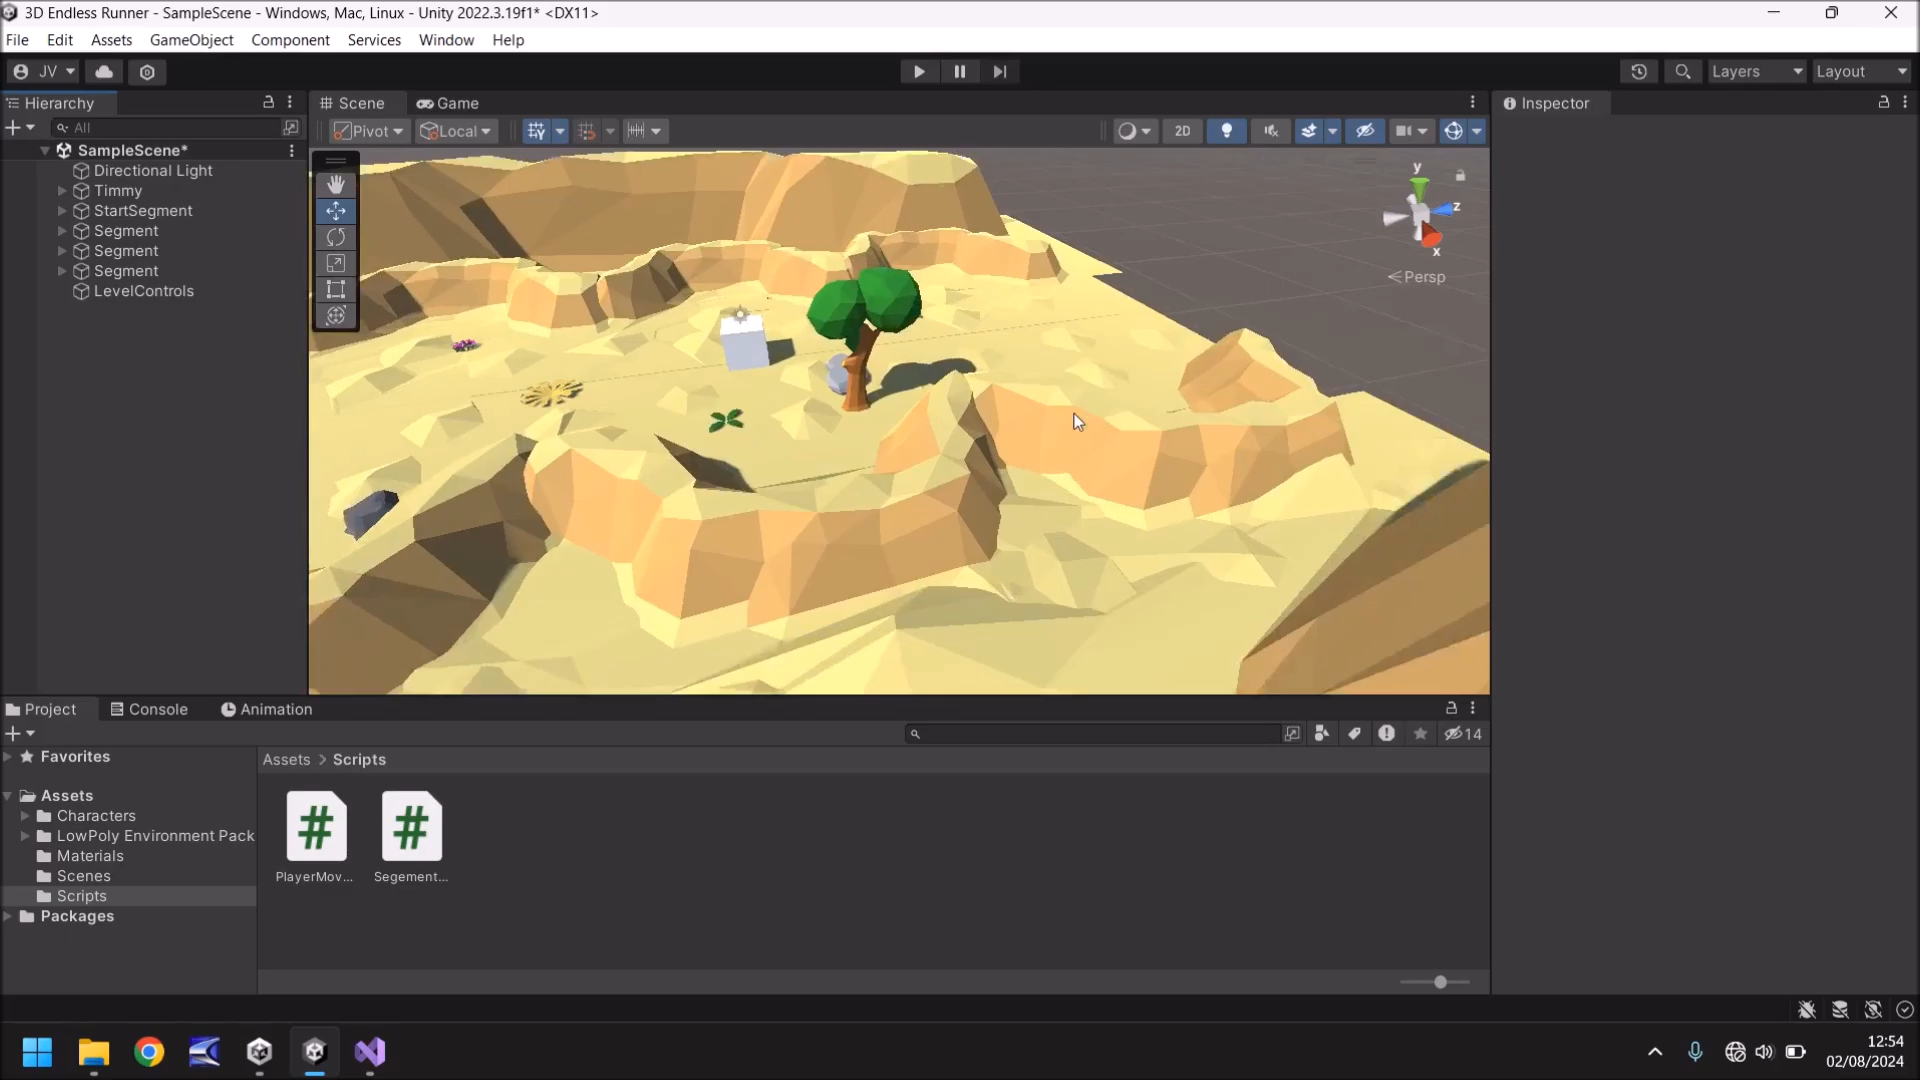 3D Endless Runner - SampleScene - Windows, Mac, Linux - Unity 2022.3.19f1* <DX11>
File Edit Assets GameObject Component Services Window Help
JV
Layers Layout
Hierarchy
Scene Game
Inspector
All
Pivot Local 2D
SampleScene*
Directional Light
Timmy
StartSegment
Segment
Segment
Segment
LevelControls
y
z
x
Persp
Project Console Animation
14
Favorites
Assets > Scripts
Assets
Characters
LowPoly Environment Pack
Materials
Scenes
Scripts
Packages
PlayerMov... Segement...
12:54
02/08/2024